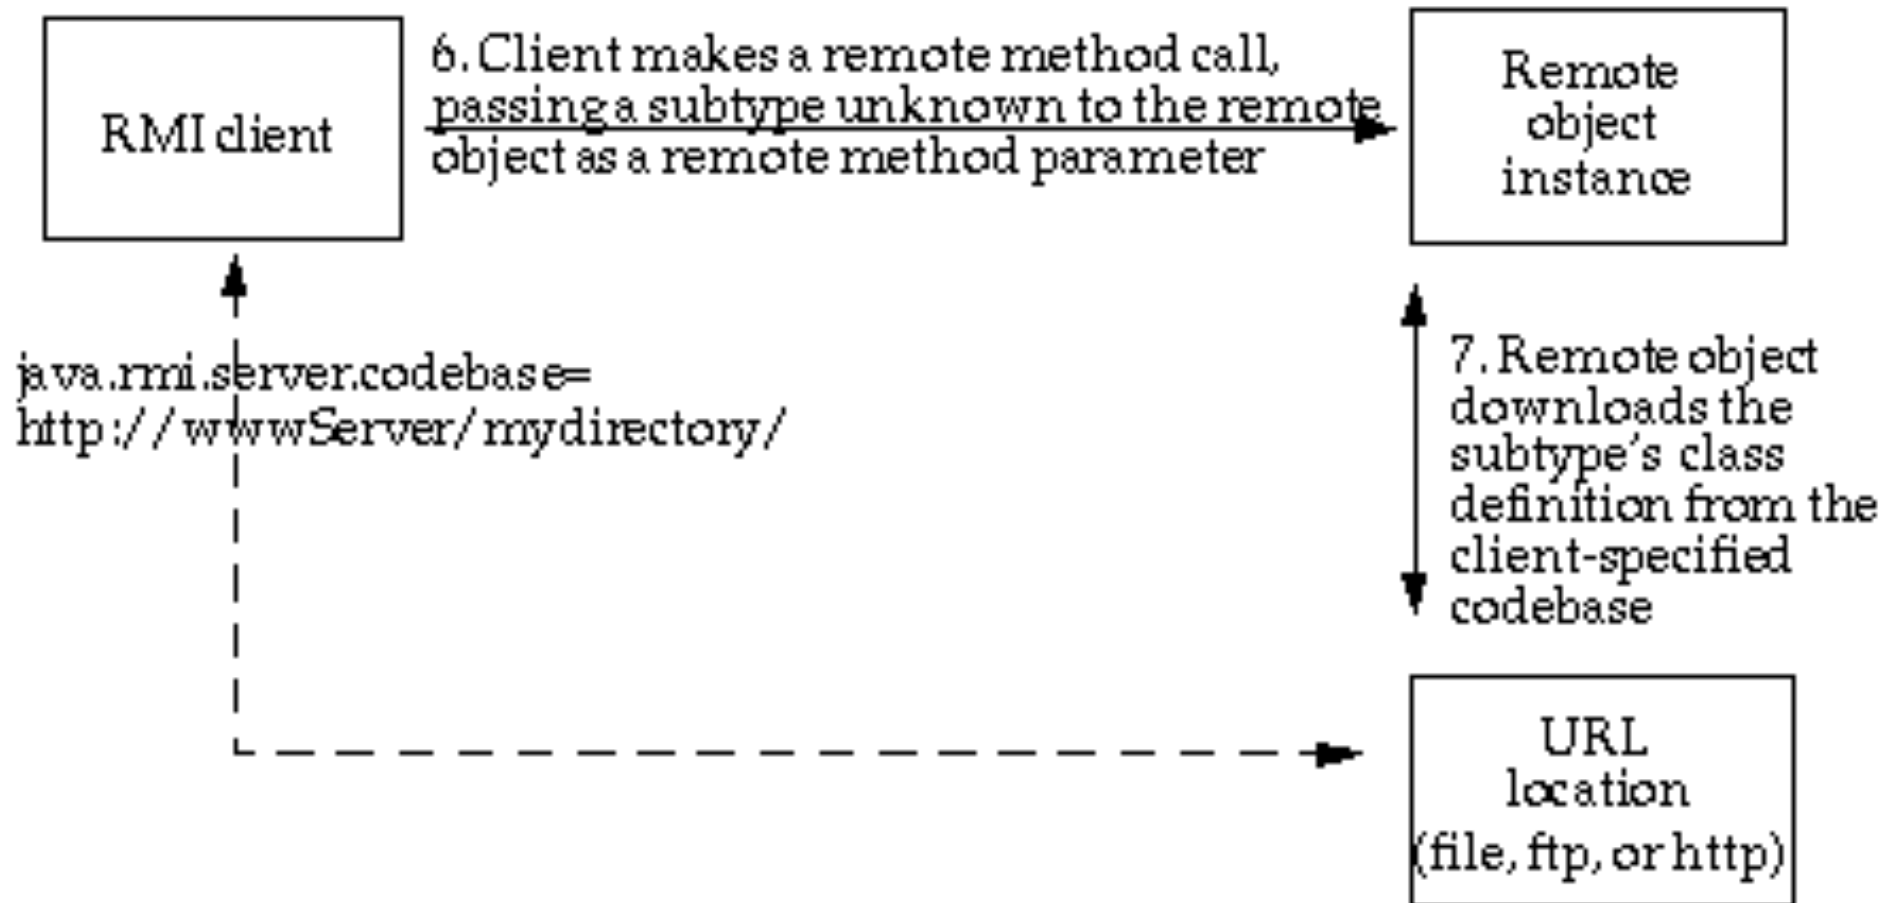 RMI client
6. Client makes a remote method call,
passing a subtype unknown to the remote
object as a remote method parameter
Remote
object
instance
java.rmi.server.codebase=
http://wwwServer/mydirectory/
7. Remote object
downloads the
subtype's class
definition from the
client-specified
codebase
URL
location
(file, ftp, or http)